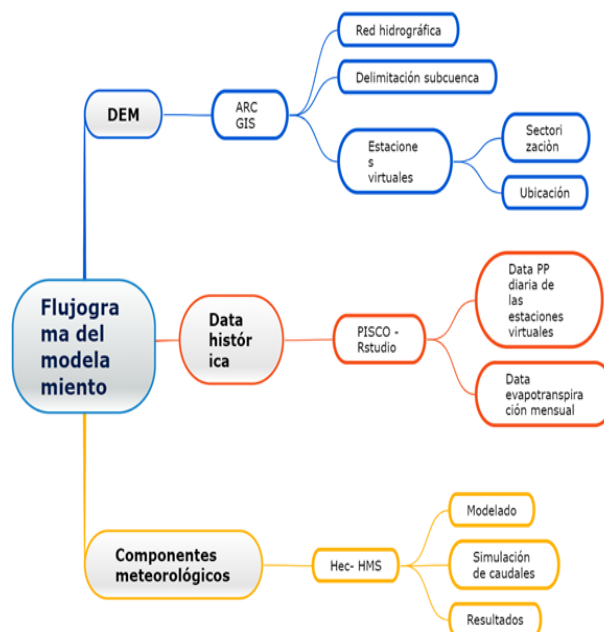 Red hidrográfica
Delimitación subcuenca
DEM
ARC
GIS
Estacione
s
virtuales
Sectori
zaciòn
Ubicación
Flujogra
ma del
modela
miento
Data
histór
ica
PISCO -
Rstudio
Data PP
diaria de
las
estaciones
virtuales
Data
evapotranspira
ción mensual
Componentes
meteorológicos
Hec- HMS
Modelado
Simulación
de caudales
Resultados